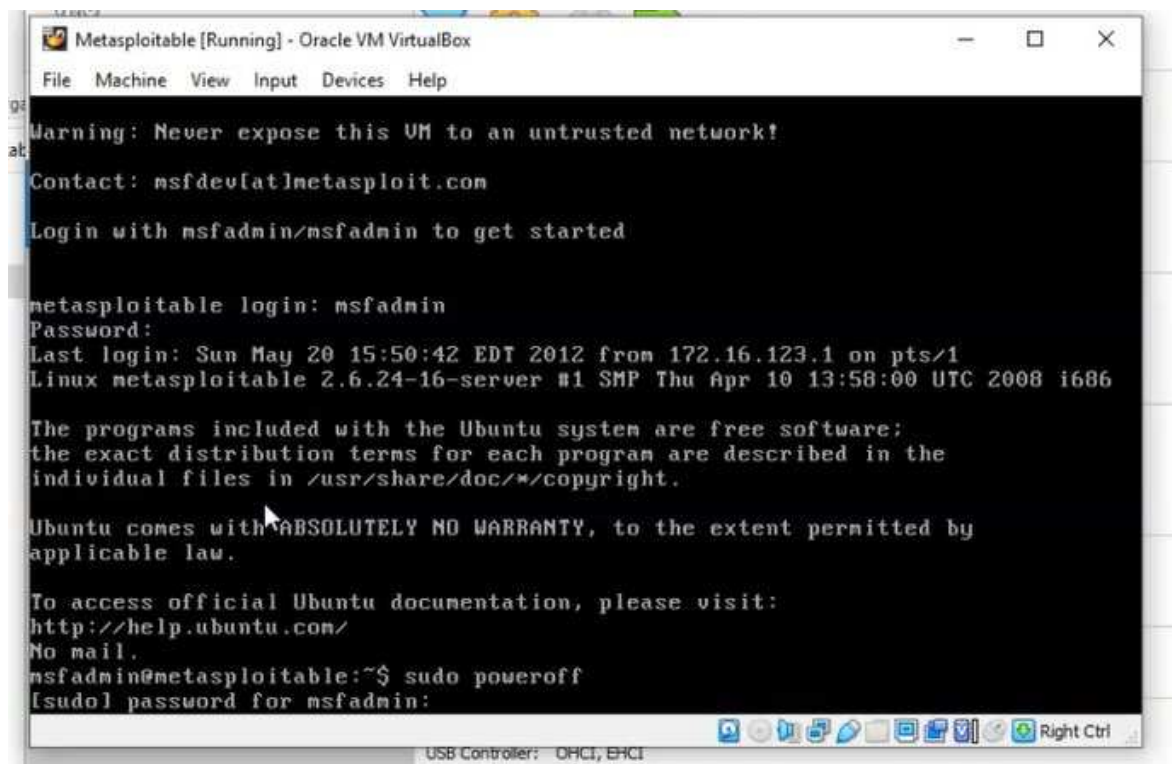 Metasploitable [Running] - Oracle VM VirtualBox
File Machine View Input Devices Help
Warning: Never expose this VM to an untrusted network!
Contact: msfdev[at]metasploit.com
Login with msfadmin/msfadmin to get started
metasploitable login: msfadmin
Password:
Last login: Sun May 20 15:50:42 EDT 2012 from 172.16.123.1 on pts/1
Linux metasploitable 2.6.24-16-server #1 SMP Thu Apr 10 13:58:00 UTC 2008 i686
The programs included with the Ubuntu system are free software;
the exact distribution terms for each program are described in the
individual files in /usr/share/doc/*/copyright.
Ubuntu comes with ABSOLUTELY NO WARRANTY, to the extent permitted by
applicable law.
To access official Ubuntu documentation, please visit:
http://help.ubuntu.com/
No mail.
msfadmin@metasploitable:~$ sudo poweroff
[sudo] password for msfadmin:
Right Ctrl
USB Controller: OHCI, EHCI